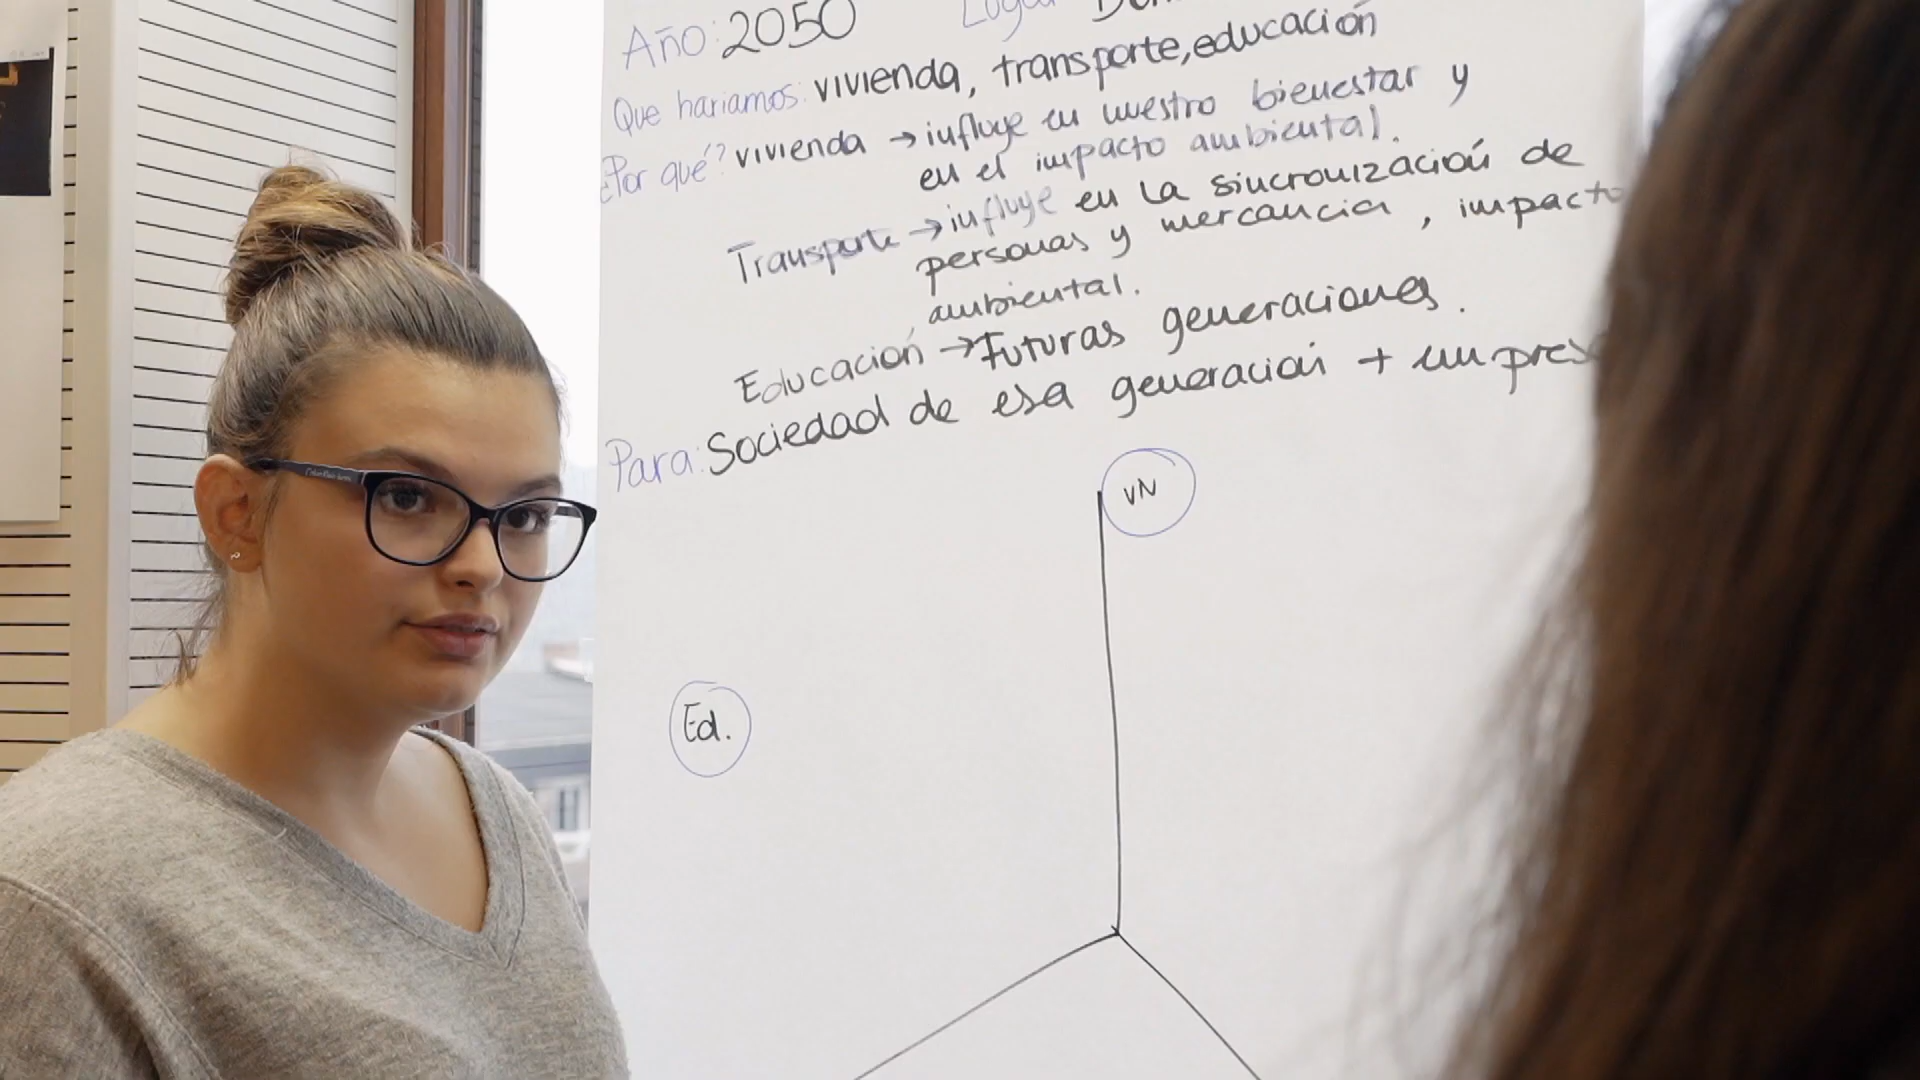 Año: 2050 Lugar
Que hariamos: vivienda, transporte, educación
¿Por qué? vivienda → influye en nuestro bienestar y
en el impacto ambiental.
Transporte → influye en la sincronización de
personas y mercancia, impacto
ambiental.
Educación → Futuras generaciones.
Para: Sociedad de esa generación +
VN
Ed.